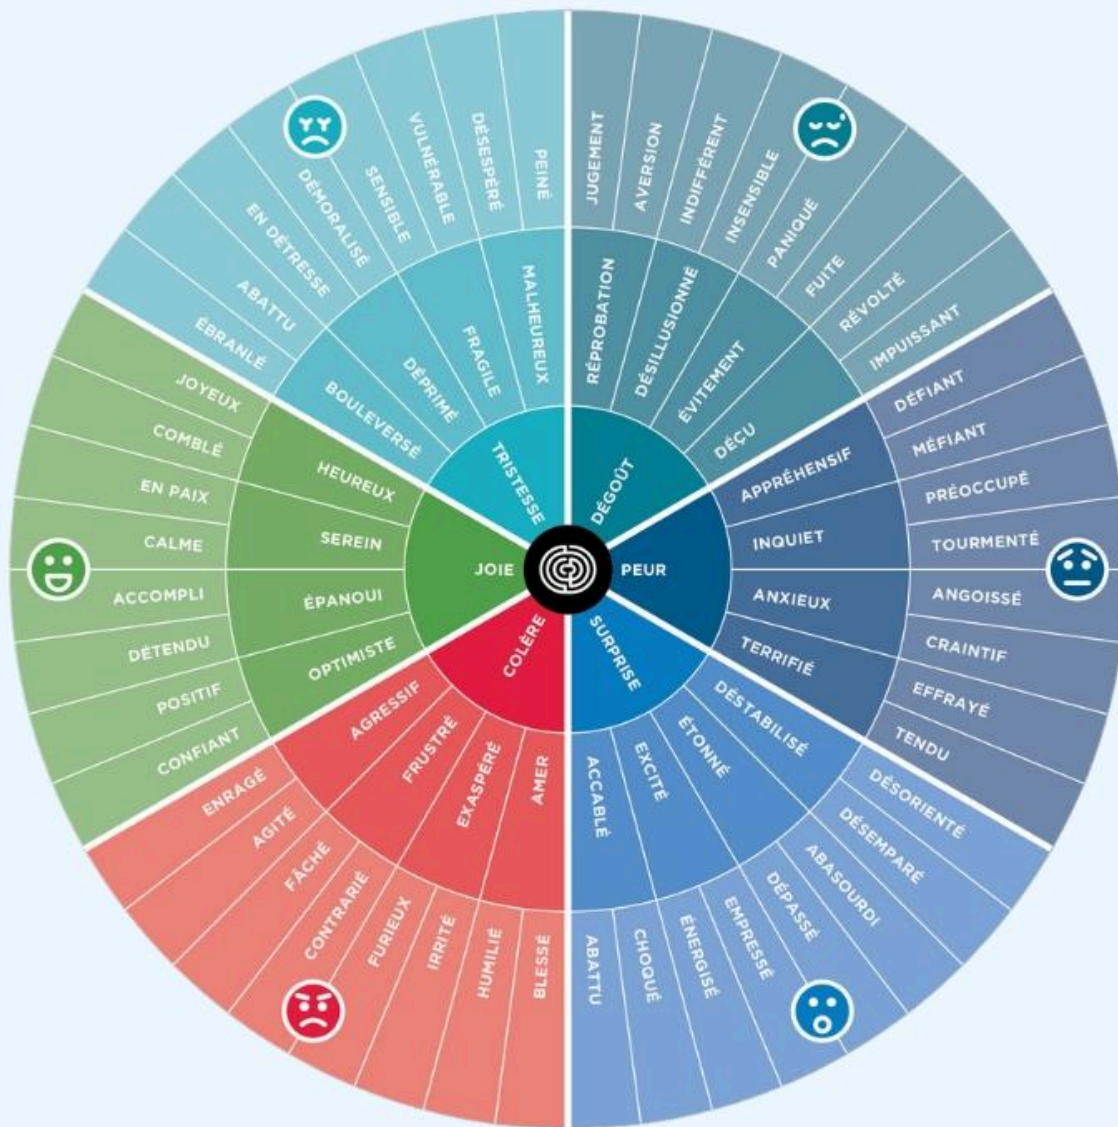 TRISTESSE
MALHEUREUX
PEINÉ
DÉSESPÉRÉ
FRAGILE
VULNÉRABLE
SENSIBLE
DÉPRIMÉ
DÉMORALISÉ
EN DÉTRESSE
BOULEVERSÉ
ABATTU
ÉBRANLÉ
DÉGOÛT
RÉPROBATION
JUGEMENT
AVERSION
DÉSILLUSIONNÉ
INDIFFÉRENT
INSENSIBLE
ÉVITEMENT
PANIQUÉ
FUITE
DÉÇU
RÉVOLTÉ
IMPUISSANT
PEUR
APPRÉHENSIF
DÉFIANT
MÉFIANT
INQUIET
PRÉOCCUPÉ
TOURMENTÉ
ANXIEUX
ANGOISSÉ
CRAINTIF
TERRIFIÉ
EFFRAYÉ
TENDU
SURPRISE
DÉSTABILISÉ
DÉSORIENTÉ
DÉSEMPARÉ
ÉTONNÉ
ABASOURDI
DÉPASSÉ
EXCITÉ
EMPRESSÉ
ÉNERGISÉ
ACCABLÉ
CHOQUÉ
ABATTU
COLÈRE
AMER
BLESSÉ
HUMILIÉ
EXASPÉRÉ
IRRITÉ
FURIEUX
FRUSTRÉ
CONTRARIÉ
FÂCHÉ
AGRESSIF
AGITÉ
ENRAGÉ
JOIE
OPTIMISTE
CONFIANT
POSITIF
ÉPANOUI
DÉTENDU
ACCOMPLI
SEREIN
CALME
EN PAIX
HEUREUX
COMBLÉ
JOYEUX